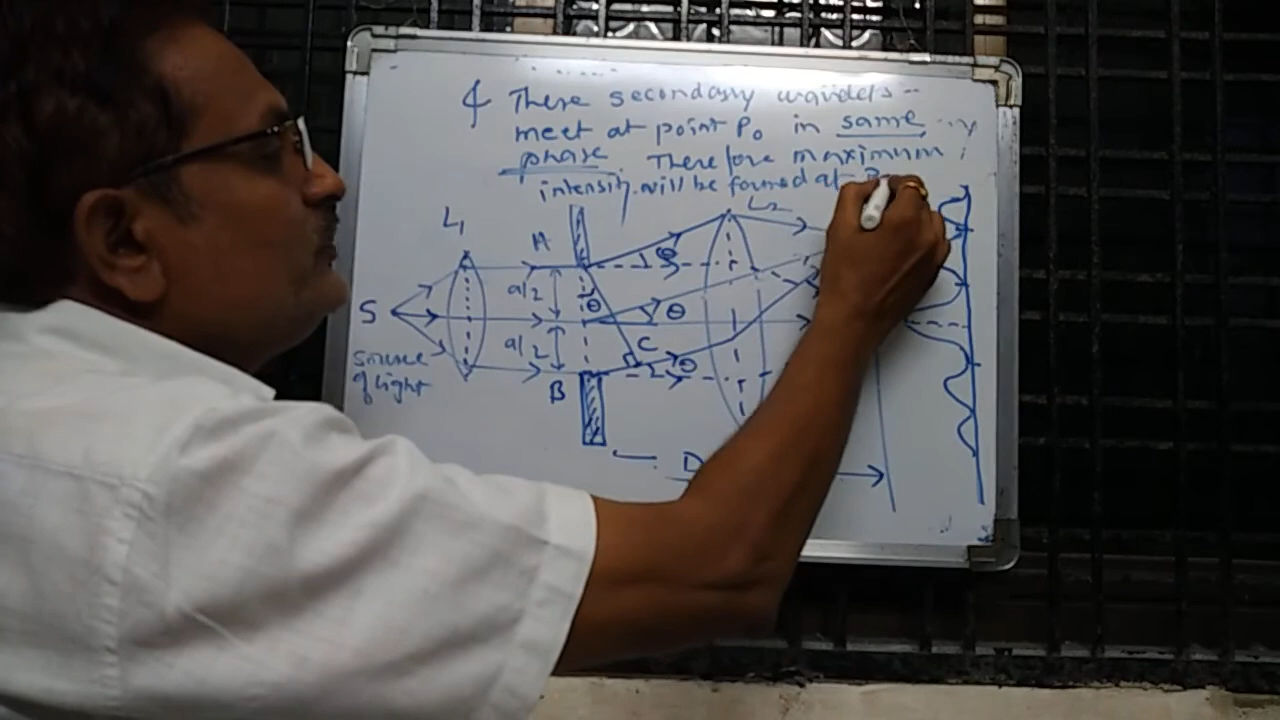 & These secondary wavelets
meet at point P₀ in same
phase. Therefore maximum
intensity will be formed at P
L₁
L₂
A
a/2
θ
θ
S
a/2
C
θ
source
of light
B
D